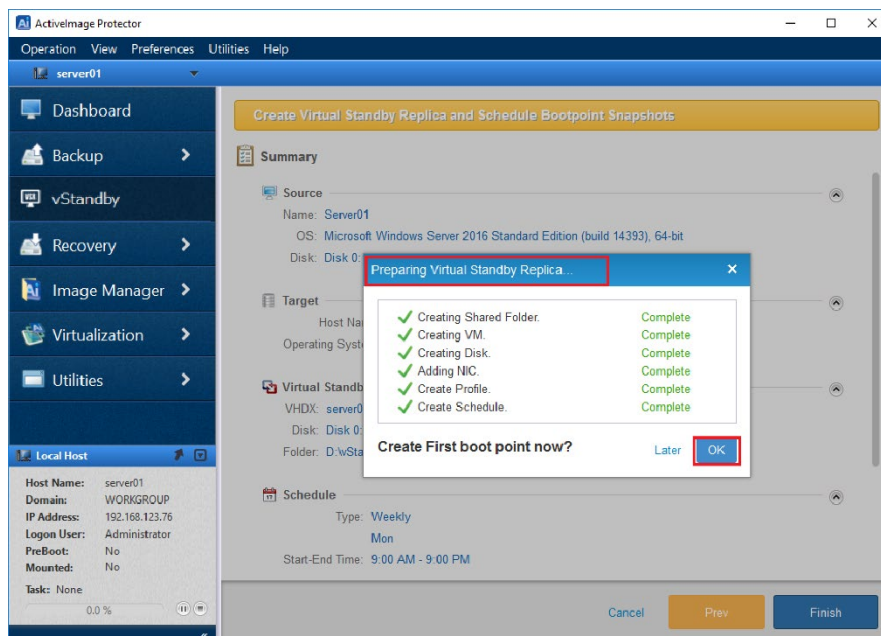 ActiveImage Protector
Operation View Preferences Utilities Help
server01
Dashboard
Backup
vStandby
Recovery
Image Manager
Virtualization
Utilities
Local Host
Host Name: server01
Domain: WORKGROUP
IP Address: 192.168.123.76
Logon User: Administrator
PreBoot: No
Mounted: No
Task: None
0.0 %
Create Virtual Standby Replica and Schedule Bootpoint Snapshots
Summary
Source
Name: Server01
OS: Microsoft Windows Server 2016 Standard Edition (build 14393), 64-bit
Disk: Disk 0:
Target
Host Na
Operating Syste
Virtual Standb
VHDX: server0
Disk: Disk 0:
Folder: D:\vSta
Schedule
Type: Weekly
Mon
Start-End Time: 9:00 AM - 9:00 PM
Cancel Prev Finish
Preparing Virtual Standby Replica...
Creating Shared Folder. Complete
Creating VM. Complete
Creating Disk. Complete
Adding NIC. Complete
Create Profile. Complete
Create Schedule. Complete
Create First boot point now? Later OK